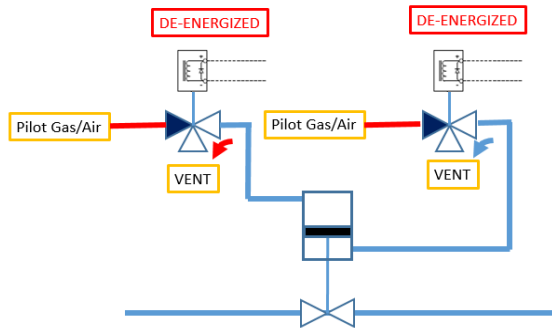 DE-ENERGIZED
DE-ENERGIZED
Pilot Gas/Air
Pilot Gas/Air
VENT
VENT